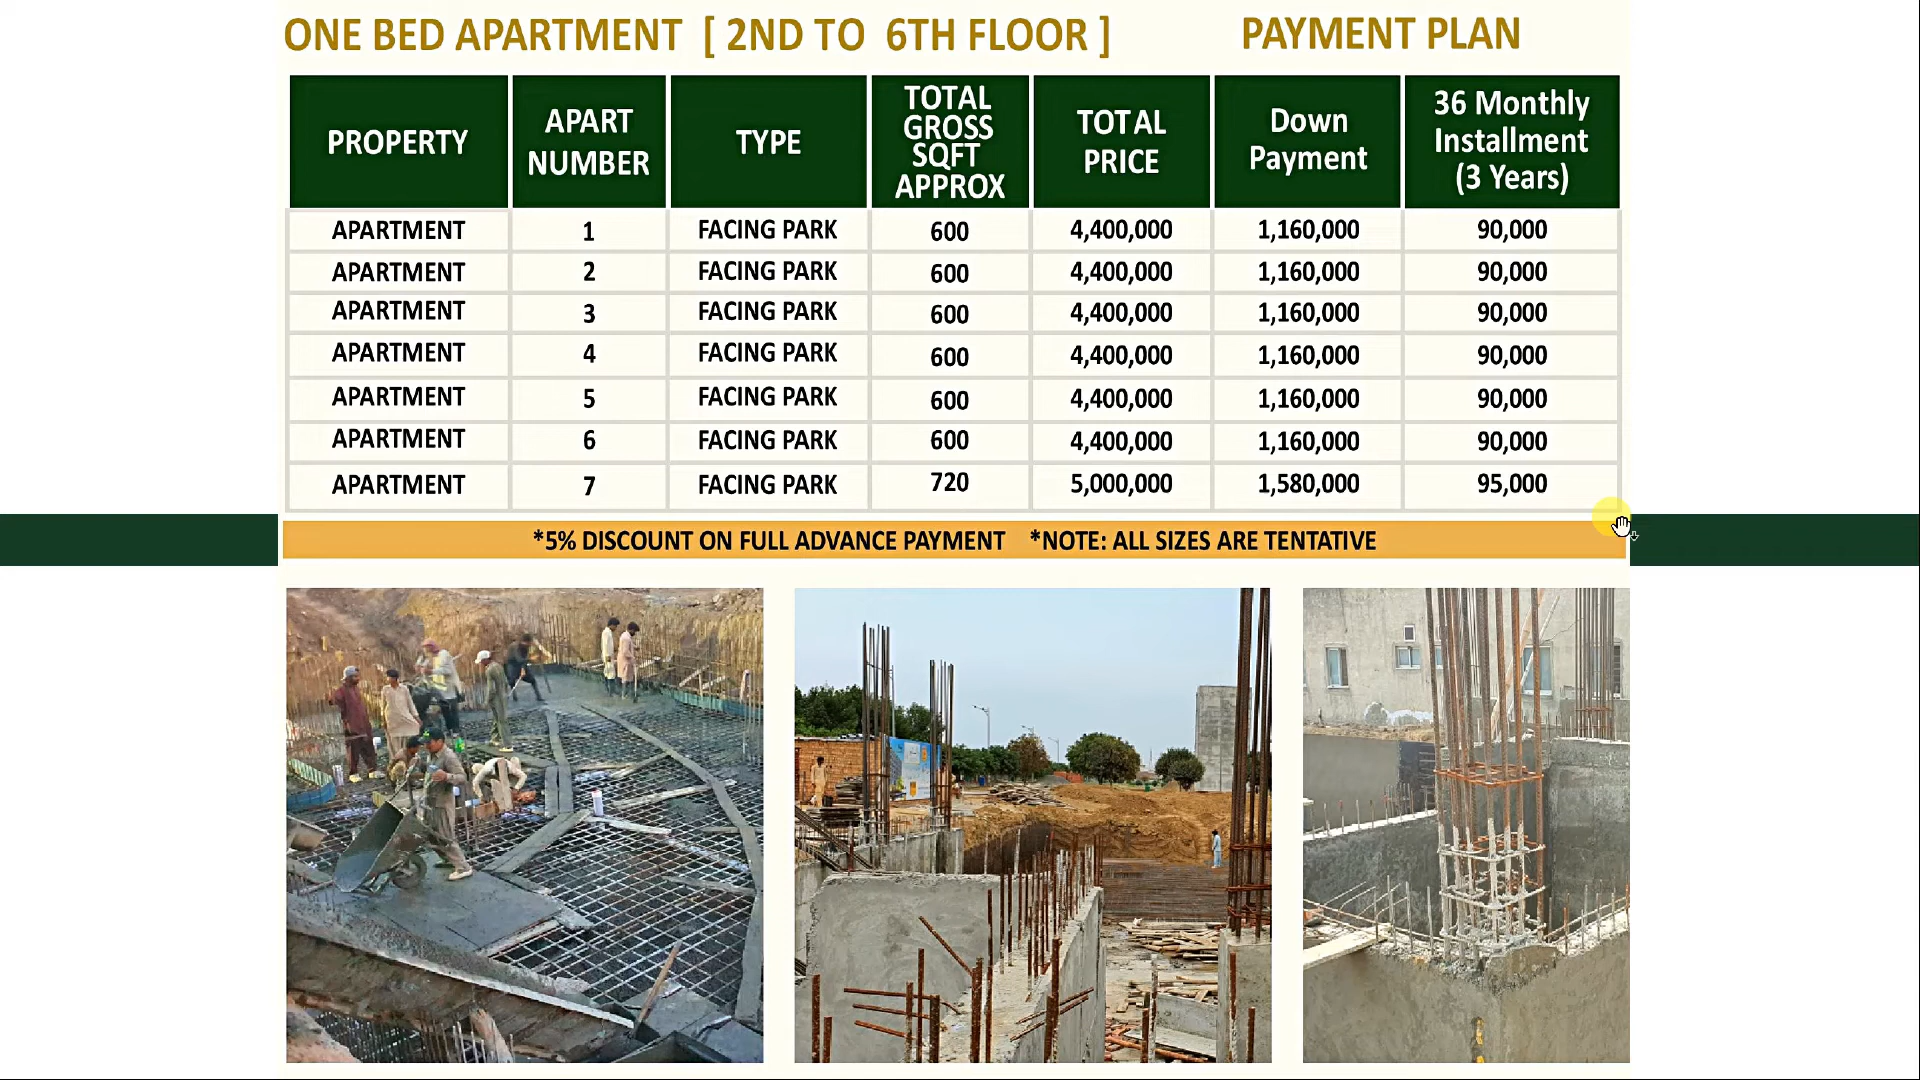 ONE BED APARTMENT [ 2ND TO 6TH FLOOR ] PAYMENT PLAN
PROPERTY APART NUMBER TYPE TOTAL GROSS SQFT APPROX TOTAL PRICE Down Payment 36 Monthly Installment (3 Years)
APARTMENT 1 FACING PARK 600 4,400,000 1,160,000 90,000
APARTMENT 2 FACING PARK 600 4,400,000 1,160,000 90,000
APARTMENT 3 FACING PARK 600 4,400,000 1,160,000 90,000
APARTMENT 4 FACING PARK 600 4,400,000 1,160,000 90,000
APARTMENT 5 FACING PARK 600 4,400,000 1,160,000 90,000
APARTMENT 6 FACING PARK 600 4,400,000 1,160,000 90,000
APARTMENT 7 FACING PARK 720 5,000,000 1,580,000 95,000
*5% DISCOUNT ON FULL ADVANCE PAYMENT *NOTE: ALL SIZES ARE TENTATIVE